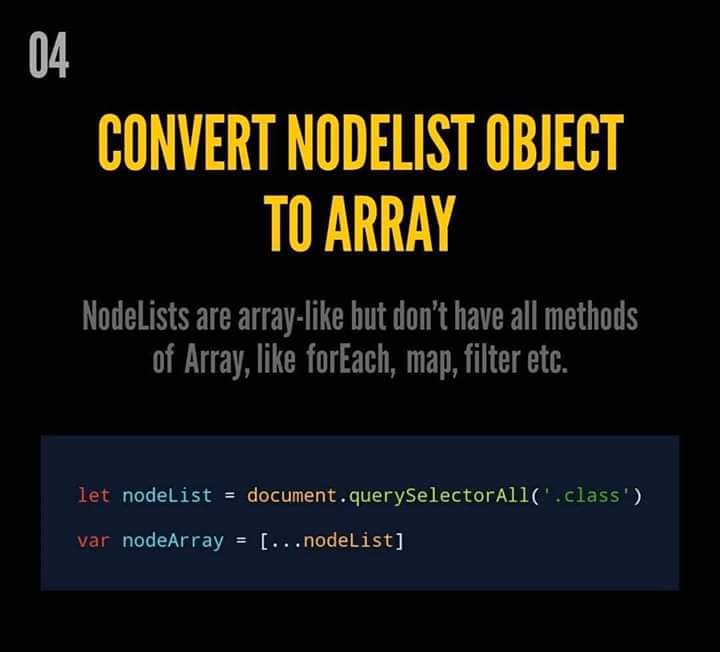 04
CONVERT NODELIST OBJECT
TO ARRAY
NodeLists are array-like but don't have all methods
of Array, like forEach, map, filter etc.
let nodeList = document.querySelectorAll('.class')
var nodeArray = [...nodeList]